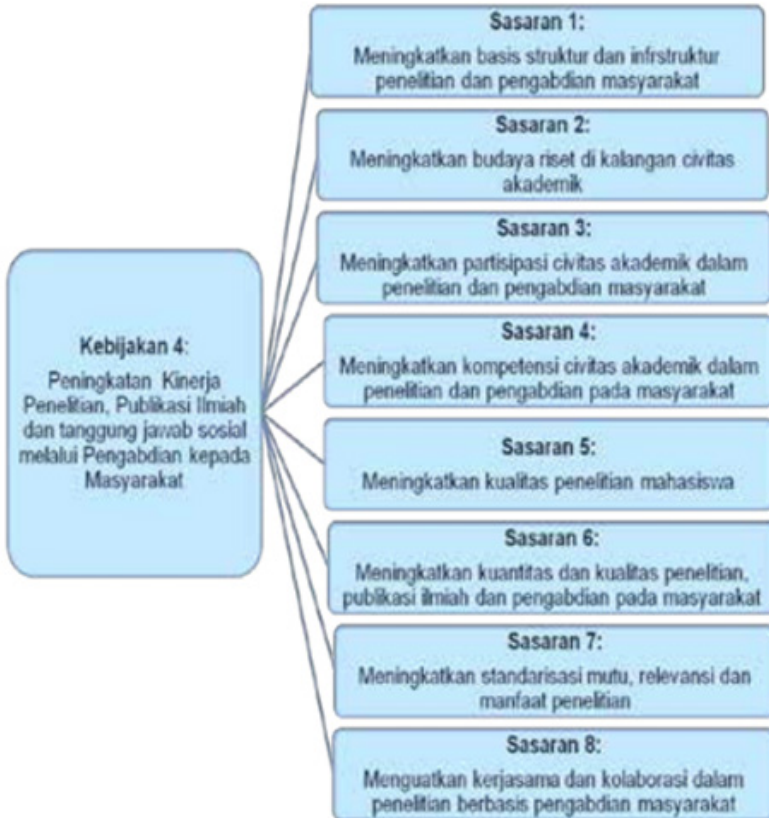 Kebijakan 4:
Peningkatan Kinerja
Penelitian, Publikasi Ilmiah
dan tanggung jawab sosial
melalui Pengabdian kepada
Masyarakat
Sasaran 1:
Meningkatkan basis struktur dan infrstruktur
penelitian dan pengabdian masyarakat
Sasaran 2:
Meningkatkan budaya riset di kalangan civitas
akademik
Sasaran 3:
Meningkatkan partisipasi civitas akademik dalam
penelitian dan pengabdian masyarakat
Sasaran 4:
Meningkatkan kompetensi civitas akademik dalam
penelitian dan pengabdian pada masyarakat
Sasaran 5:
Meningkatkan kualitas penelitian mahasiswa
Sasaran 6:
Meningkatkan kuantitas dan kualitas penelitian,
publikasi ilmiah dan pengabdian pada masyarakat
Sasaran 7:
Meningkatkan standarisasi mutu, relevansi dan
manfaat penelitian
Sasaran 8:
Menguatkan kerjasama dan kolaborasi dalam
penelitian berbasis pengabdian masyarakat